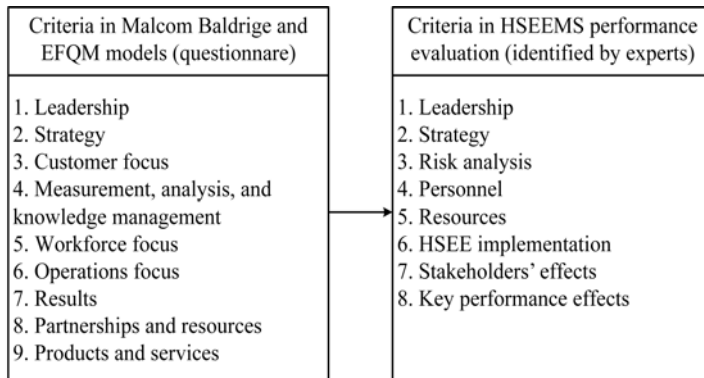 Criteria in Malcom Baldrige and
EFQM models (questionnare)
1. Leadership
2. Strategy
3. Customer focus
4. Measurement, analysis, and
knowledge management
5. Workforce focus
6. Operations focus
7. Results
8. Partnerships and resources
9. Products and services
Criteria in HSEEMS performance
evaluation (identified by experts)
1. Leadership
2. Strategy
3. Risk analysis
4. Personnel
5. Resources
6. HSEE implementation
7. Stakeholders’ effects
8. Key performance effects